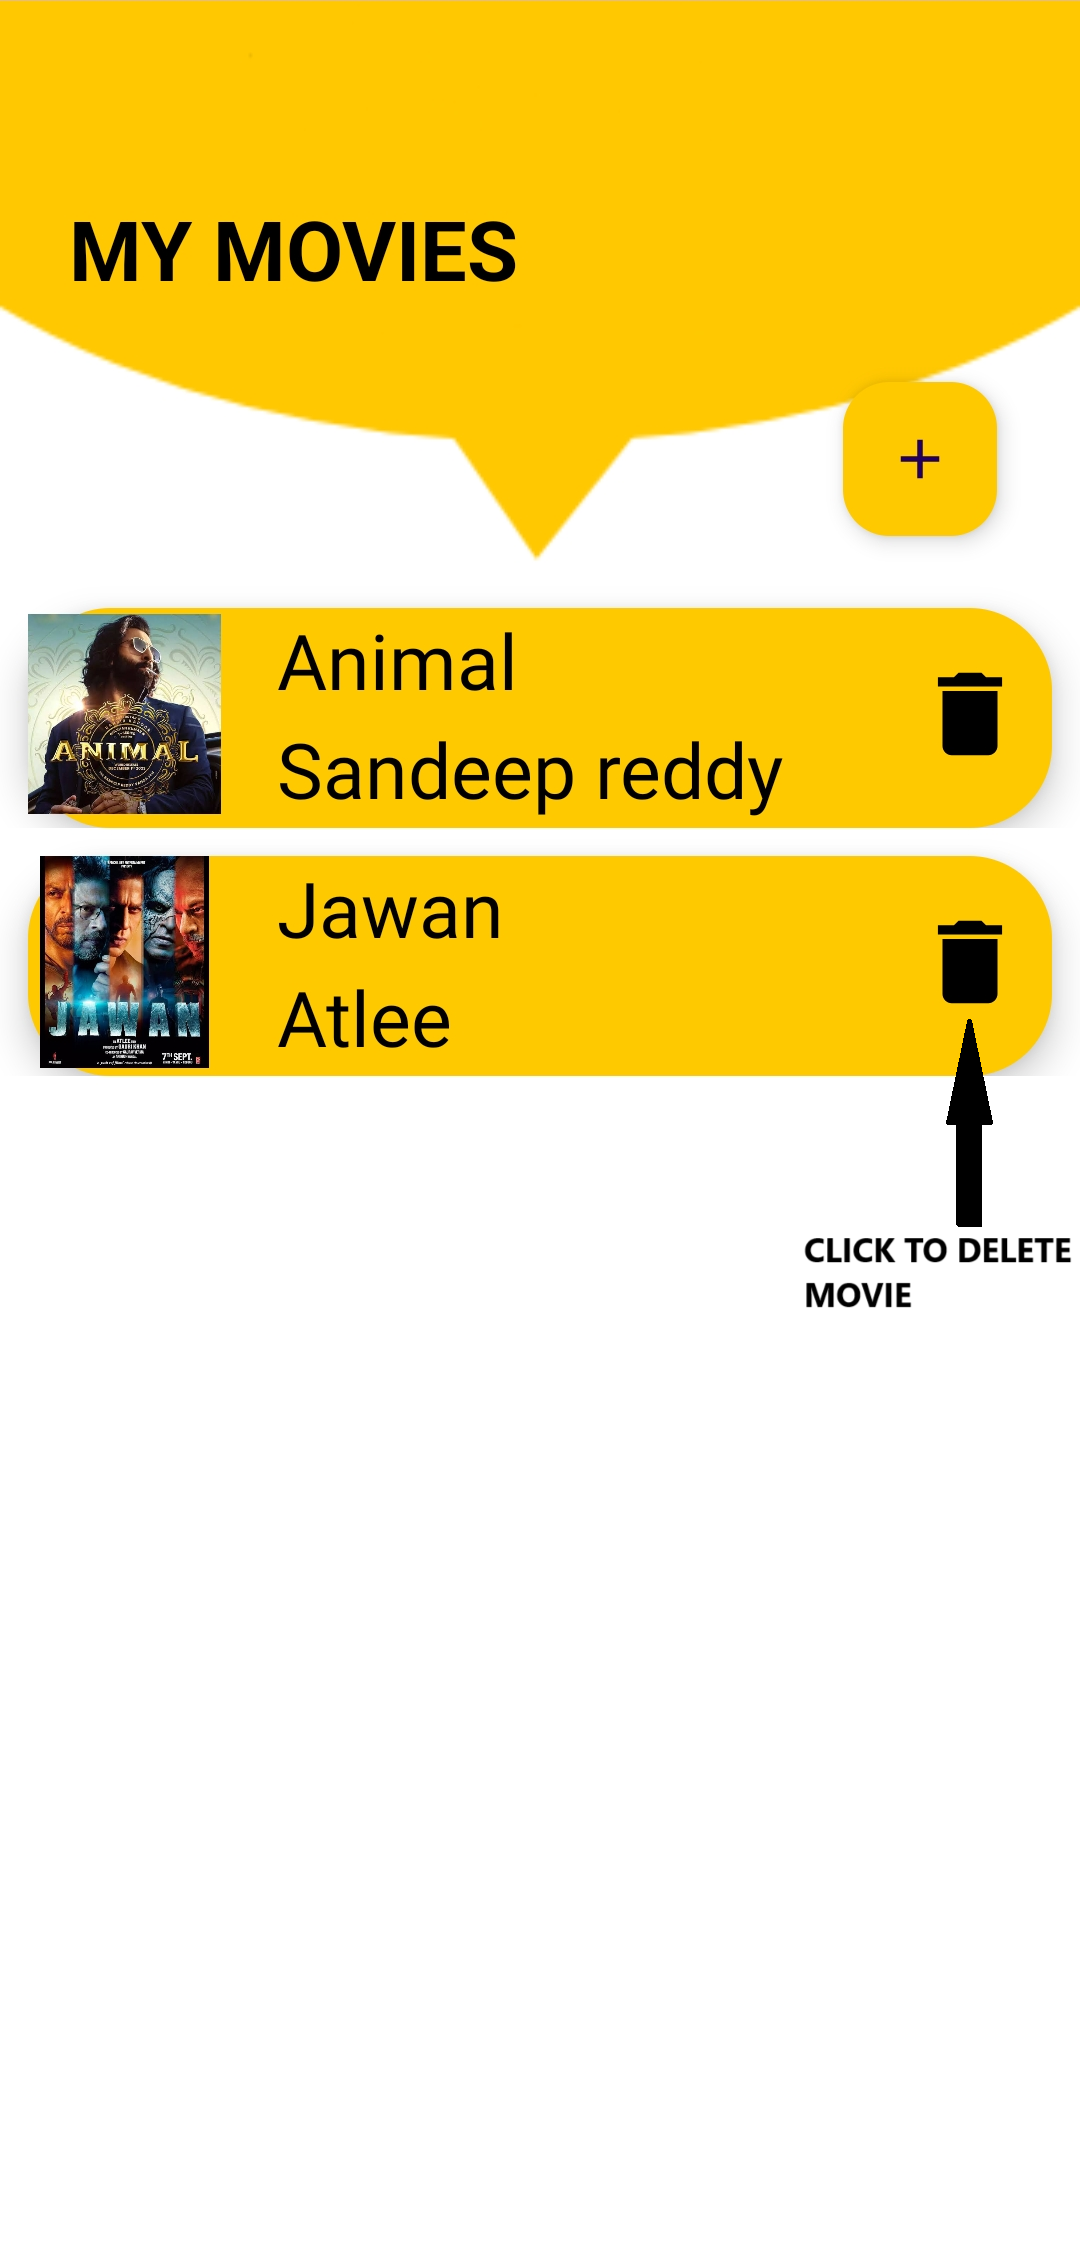 MY MOVIES
+
ANIMAL
Animal
Sandeep reddy
JAWAN
7TH SEPT.
Jawan
Atlee
CLICK TO DELETE
MOVIE